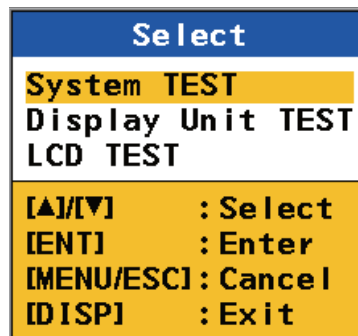 Select
System TEST
Display Unit TEST
LCD TEST
[▲]/[▼] :Select
[ENT] :Enter
[MENU/ESC]:Cancel
[DISP] :Exit